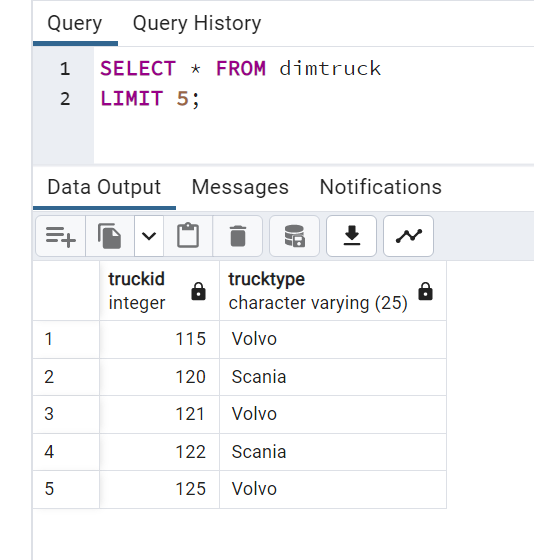 Query Query History
1 SELECT * FROM dimtruck
2 LIMIT 5;
Data Output Messages Notifications
truckid trucktype
integer character varying (25)
1 115 Volvo
2 120 Scania
3 121 Volvo
4 122 Scania
5 125 Volvo